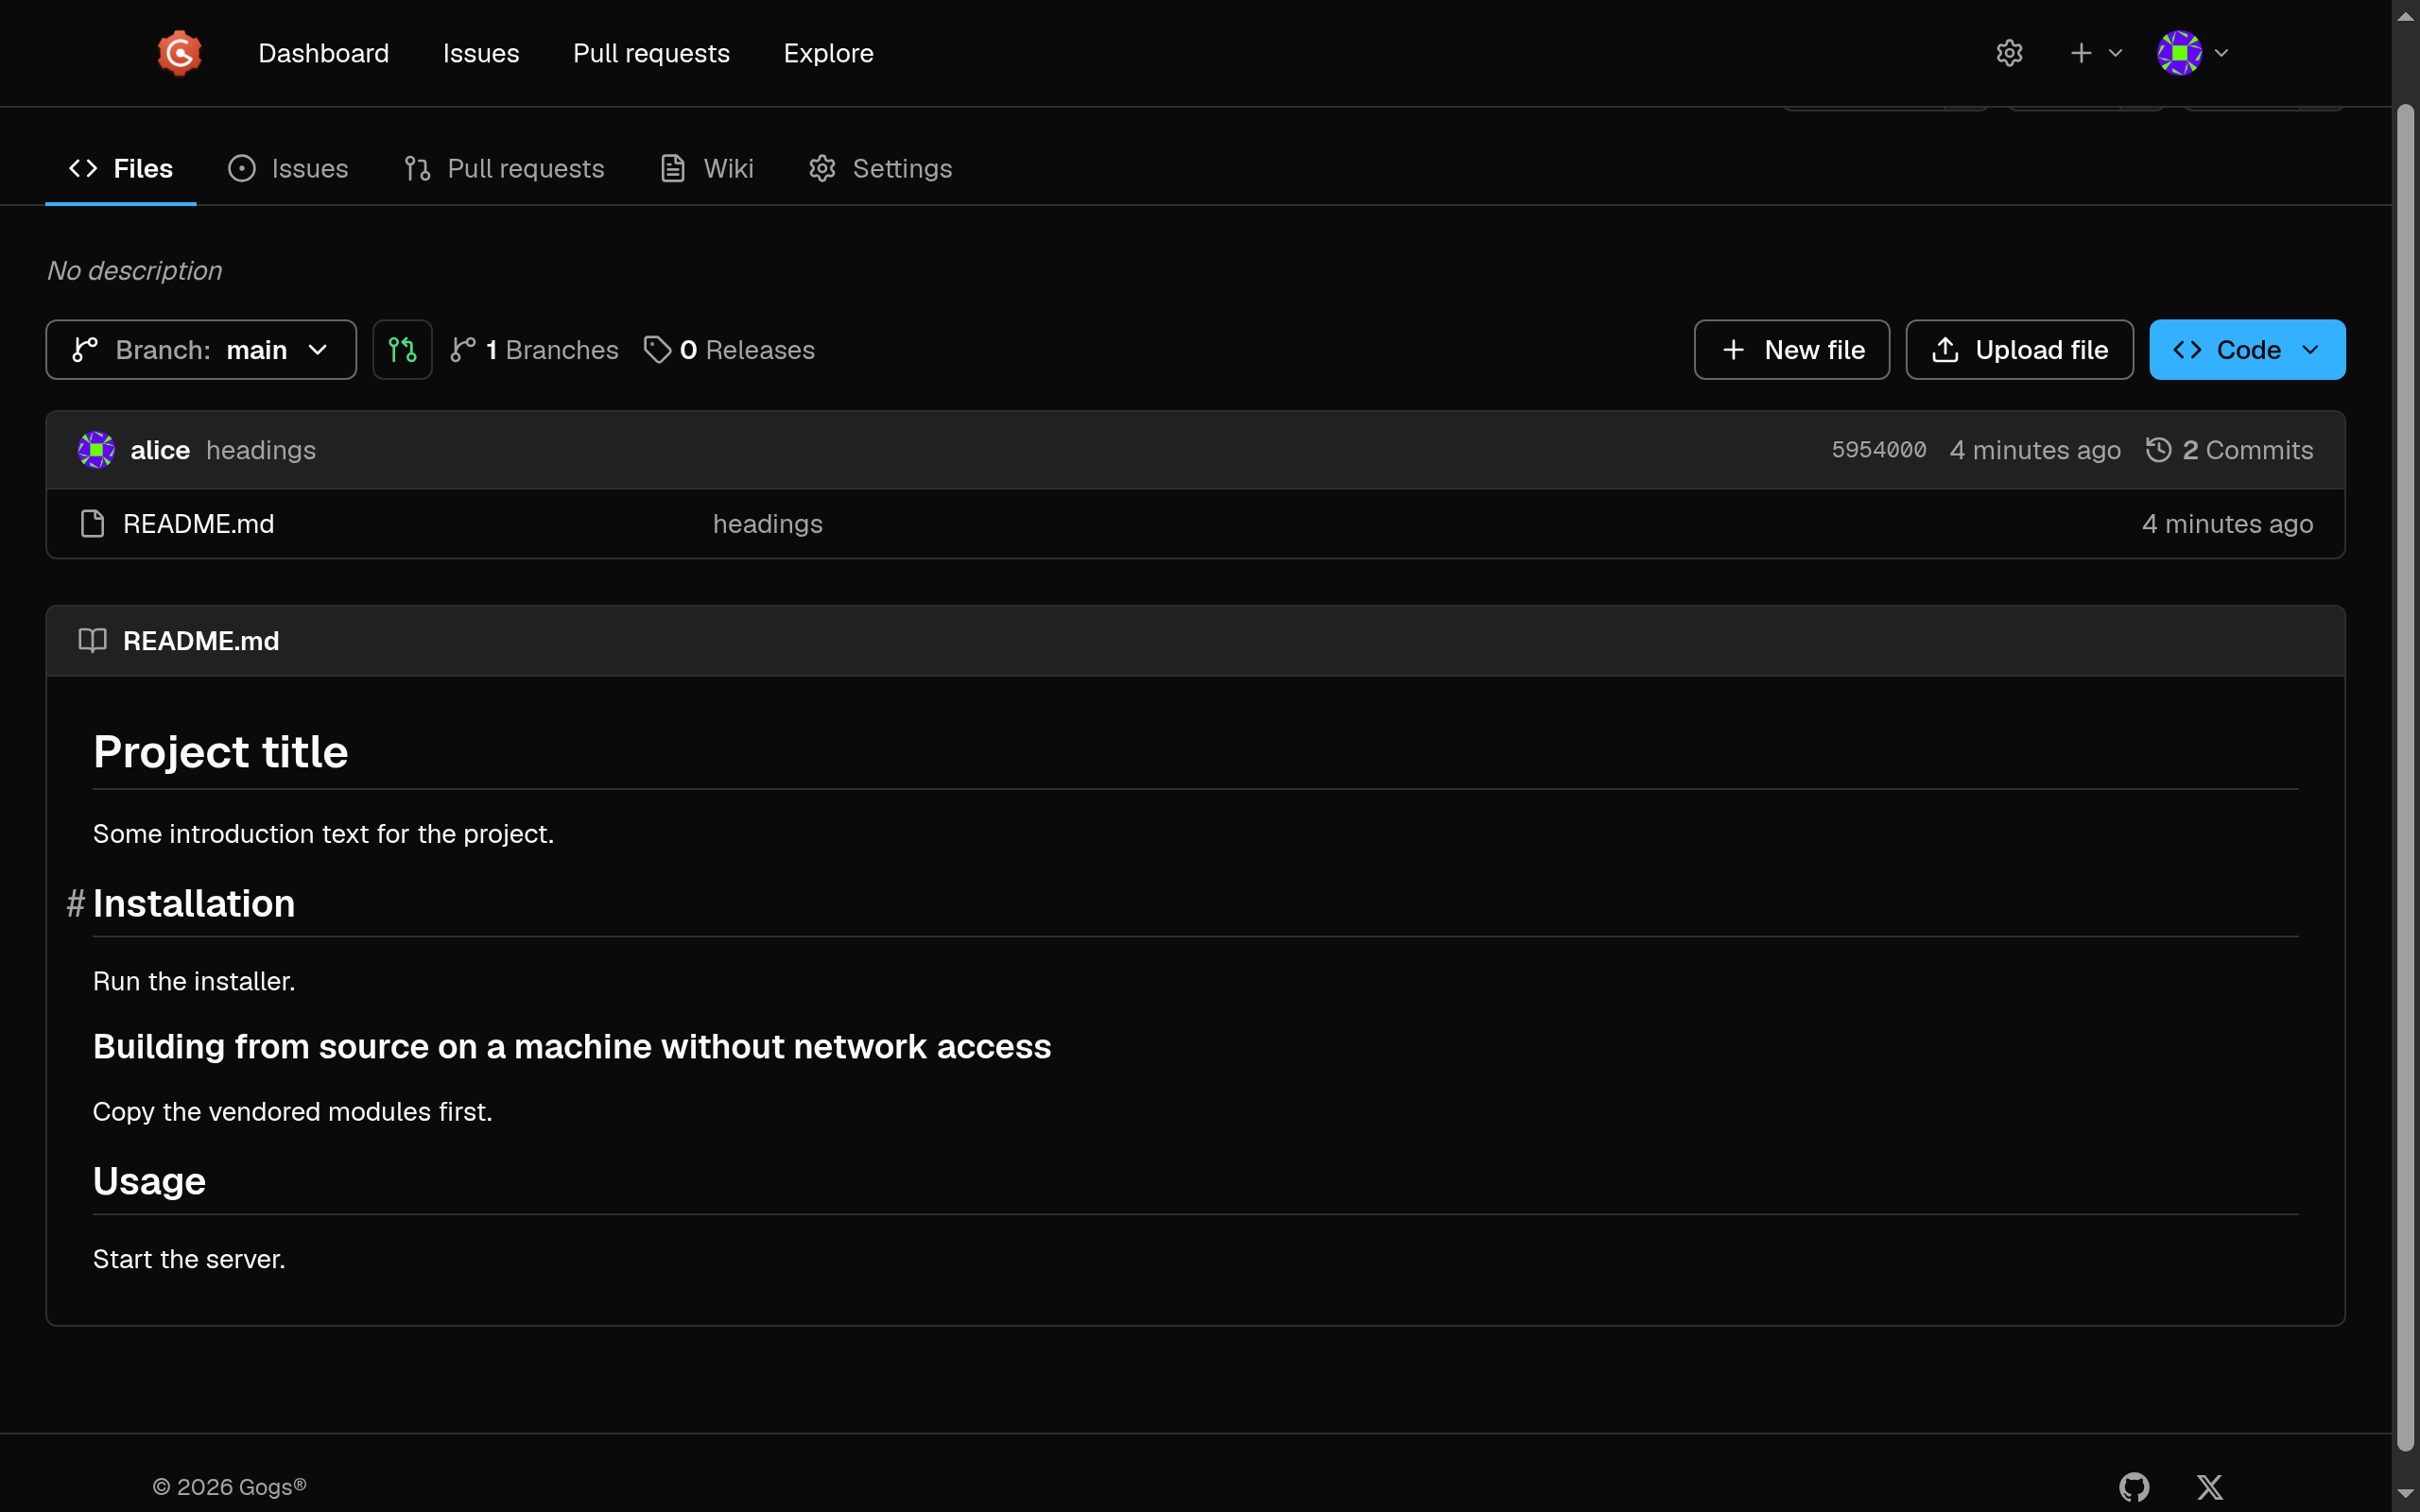 Dashboard Issues Pull requests Explore
Files Issues Pull requests Wiki Settings
No description
Branch: main 1 Branches 0 Releases New file Upload file Code
alice headings 5954000 4 minutes ago 2 Commits
README.md headings 4 minutes ago
README.md
Project title
Some introduction text for the project.
# Installation
Run the installer.
Building from source on a machine without network access
Copy the vendored modules first.
Usage
Start the server.
© 2026 Gogs®